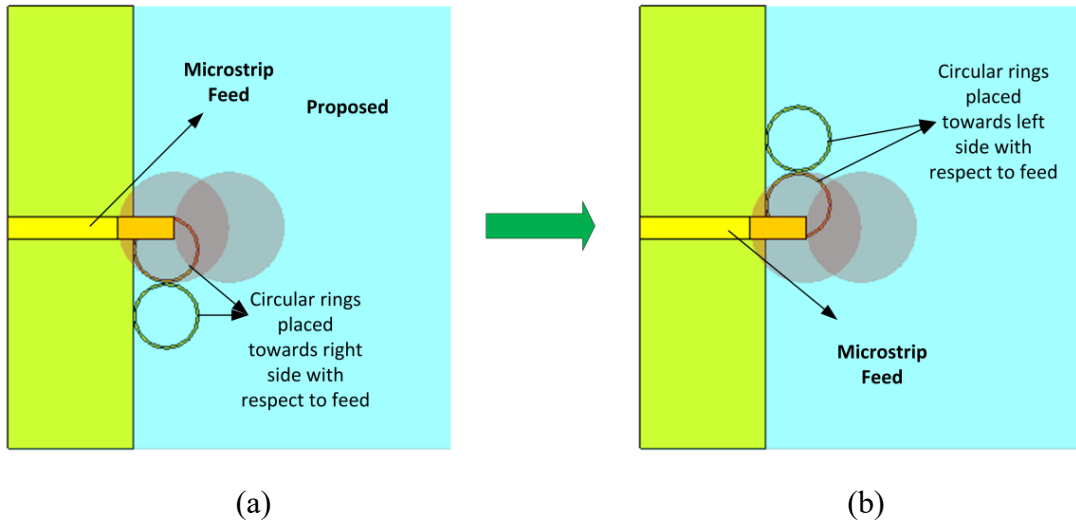 Microstrip
Feed
Proposed
Circular rings
placed
towards right
side with
respect to feed
(a)
Circular rings
placed
towards left
side with
respect to feed
Microstrip
Feed
(b)